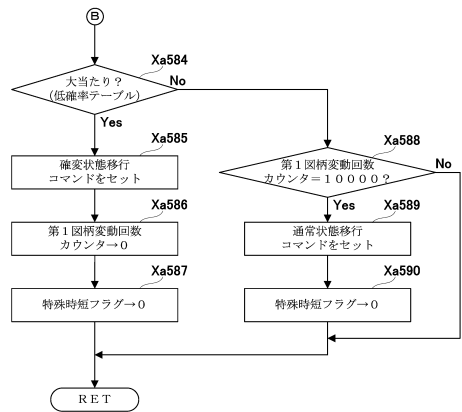 B
Xa584
大当たり？
(低確率テーブル)
No
Yes
Xa585
確変状態移行
コマンドをセット
Xa586
第１図柄変動回数
カウンタ→０
Xa587
特殊時短フラグ→０
Xa588
第１図柄変動回数
カウンタ＝１００００？
No
Yes
Xa589
通常状態移行
コマンドをセット
Xa590
特殊時短フラグ→０
ＲＥＴ